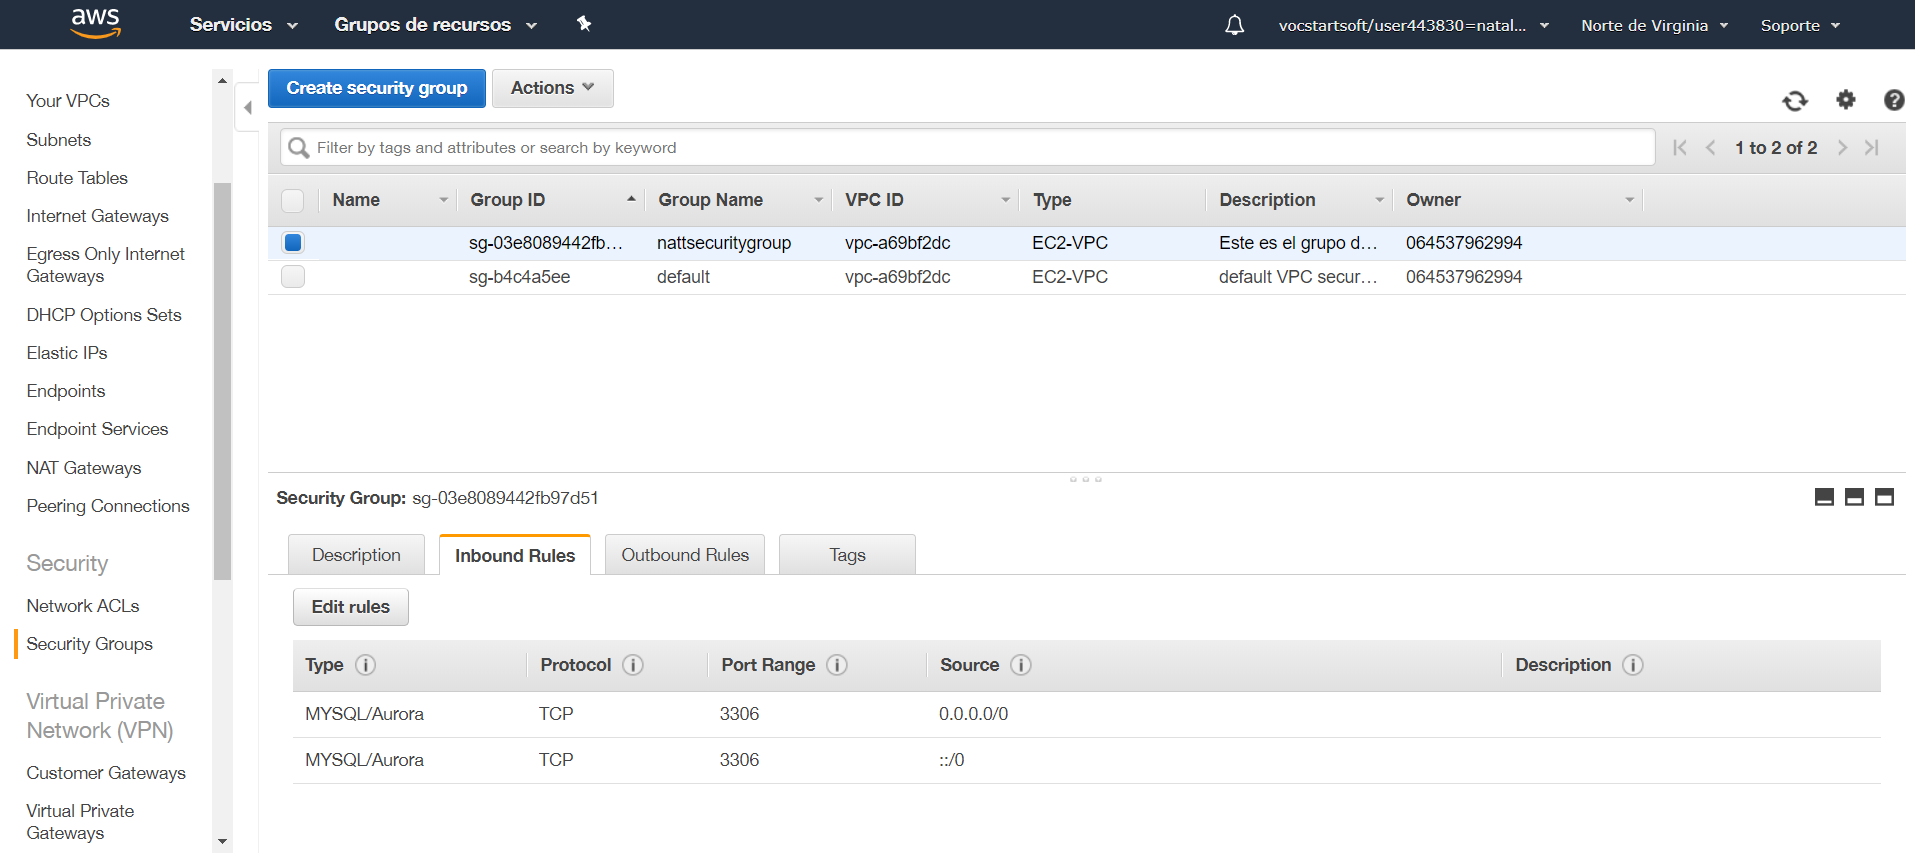 aws Servicios Grupos de recursos vocstartsoft/user443830=natal... Norte de Virginia Soporte
Your VPCs
Subnets
Route Tables
Internet Gateways
Egress Only Internet
Gateways
DHCP Options Sets
Elastic IPs
Endpoints
Endpoint Services
NAT Gateways
Peering Connections
Security
Network ACLs
Security Groups
Virtual Private
Network (VPN)
Customer Gateways
Virtual Private
Gateways
Create security group Actions
Filter by tags and attributes or search by keyword 1 to 2 of 2
Name Group ID Group Name VPC ID Type Description Owner
sg-03e8089442fb... nattsecuritygroup vpc-a69bf2dc EC2-VPC Este es el grupo d... 064537962994
sg-b4c4a5ee default vpc-a69bf2dc EC2-VPC default VPC secur... 064537962994
Security Group: sg-03e8089442fb97d51
Description Inbound Rules Outbound Rules Tags
Edit rules
Type Protocol Port Range Source Description
MYSQL/Aurora TCP 3306 0.0.0.0/0
MYSQL/Aurora TCP 3306 ::/0